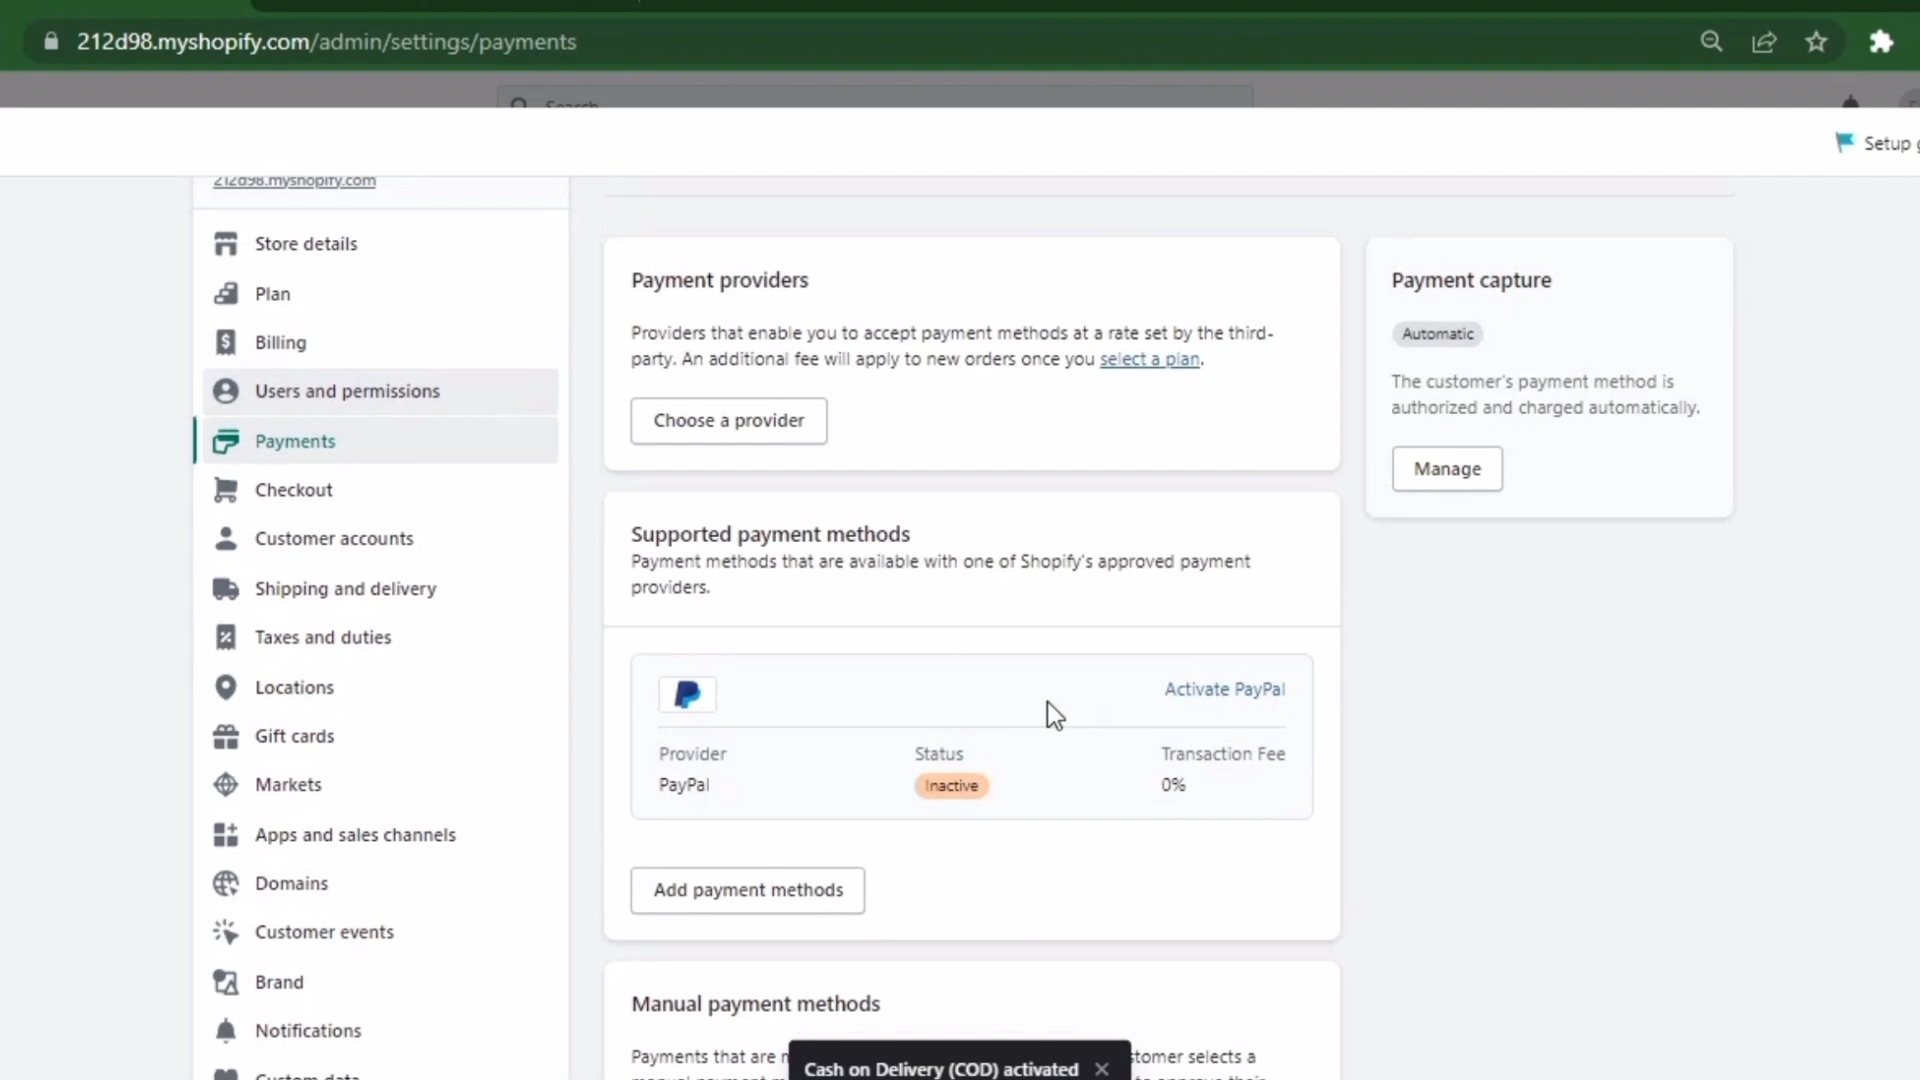 212d98.myshopify.com/admin/settings/payments
Search
Setup
212d98.myshopify.com
Store details
Plan
Billing
Users and permissions
Payments
Checkout
Customer accounts
Shipping and delivery
Taxes and duties
Locations
Gift cards
Markets
Apps and sales channels
Domains
Customer events
Brand
Notifications
Custom data
Payment providers
Providers that enable you to accept payment methods at a rate set by the third-
party. An additional fee will apply to new orders once you select a plan.
Choose a provider
Supported payment methods
Payment methods that are available with one of Shopify's approved payment
providers.
Activate PayPal
Provider
Status
Transaction Fee
PayPal
Inactive
0%
Add payment methods
Manual payment methods
Payments that are
selects a
Cash on Delivery (COD) activated
Payment capture
Automatic
The customer's payment method is
authorized and charged automatically.
Manage